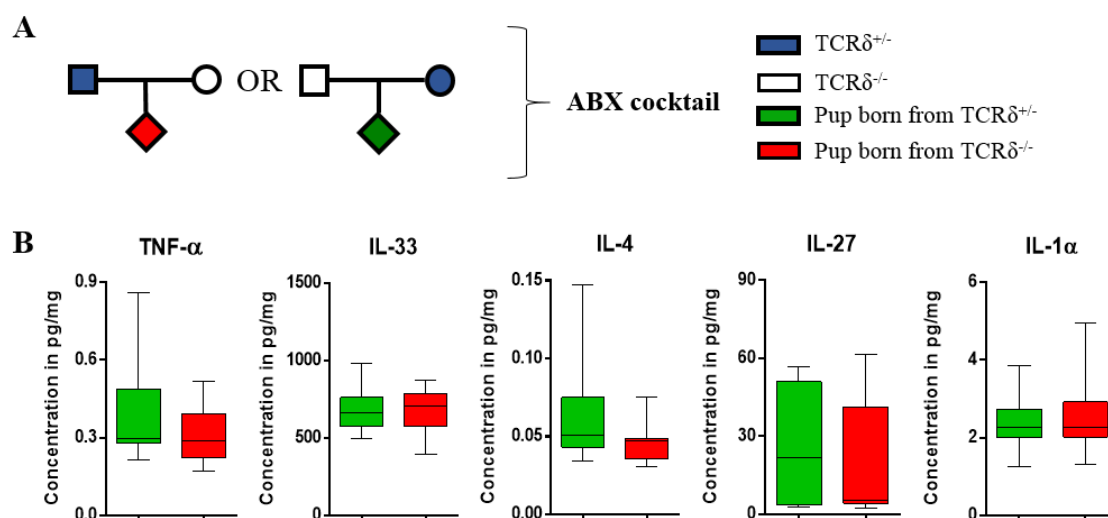 A
OR
ABX cocktail
TCRδ+/-
TCRδ-/-
Pup born from TCRδ+/-
Pup born from TCRδ-/-
B
TNF-α
Concentration in pg/mg
0.9
0.6
0.3
0.0
IL-33
Concentration in pg/mg
1500
1000
500
0
IL-4
Concentration in pg/mg
0.15
0.10
0.05
0.00
IL-27
Concentration in pg/mg
90
60
30
0
IL-1α
Concentration in pg/mg
6
4
2
0